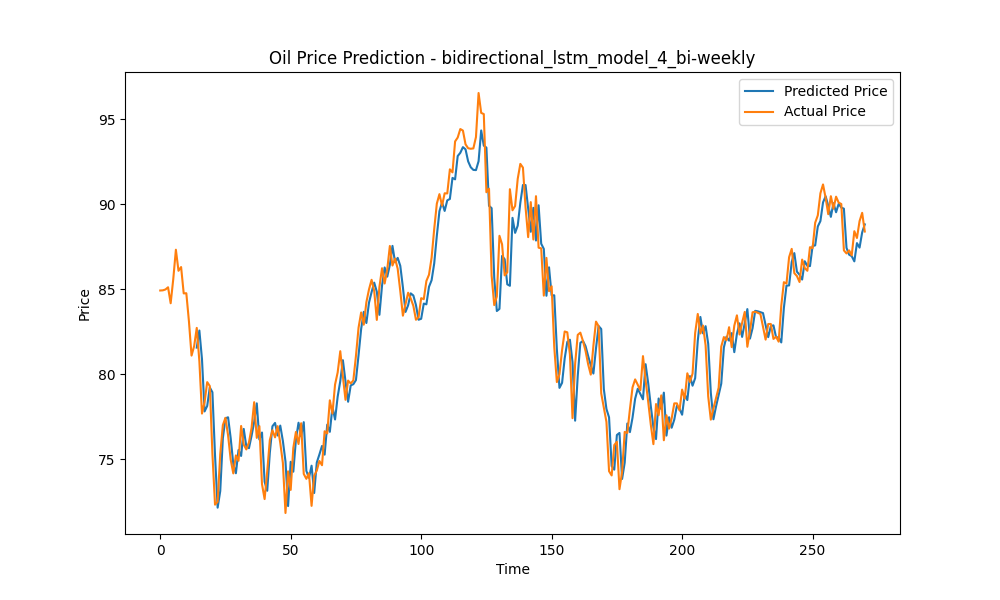 Oil Price Prediction - bidirectional_lstm_model_4_bi-weekly
Predicted Price
Actual Price
95
90
85
80
75
Price
0 50 100 150 200 250
Time